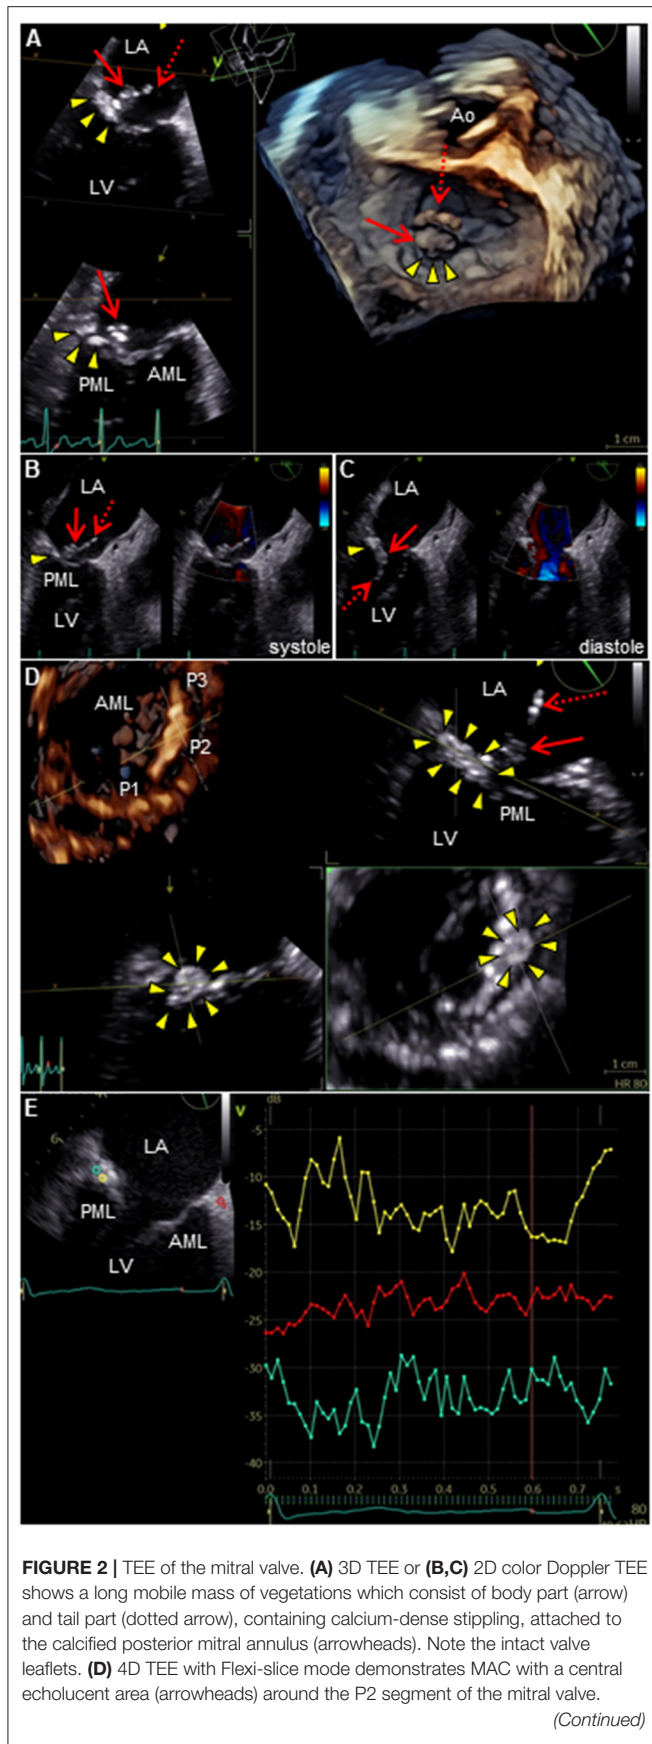 A
LA
V
Ao
LV
PML
AML
1 cm
B
LA
PML
LV
systole
C
LA
LV
diastole
D
AML
P3
P2
P1
LA
PML
LV
1 cm
HR 80
E
6
LA
PML
AML
LV
V
dB
-5
-10
-15
-20
-25
-30
-35
-40
0.0 0.1 0.2 0.3 0.4 0.5 0.6 0.7 s
80
HR
FIGURE 2 | TEE of the mitral valve. (A) 3D TEE or (B,C) 2D color Doppler TEE
shows a long mobile mass of vegetations which consist of body part (arrow)
and tail part (dotted arrow), containing calcium-dense stippling, attached to
the calcified posterior mitral annulus (arrowheads). Note the intact valve
leaflets. (D) 4D TEE with Flexi-slice mode demonstrates MAC with a central
echolucent area (arrowheads) around the P2 segment of the mitral valve.
(Continued)